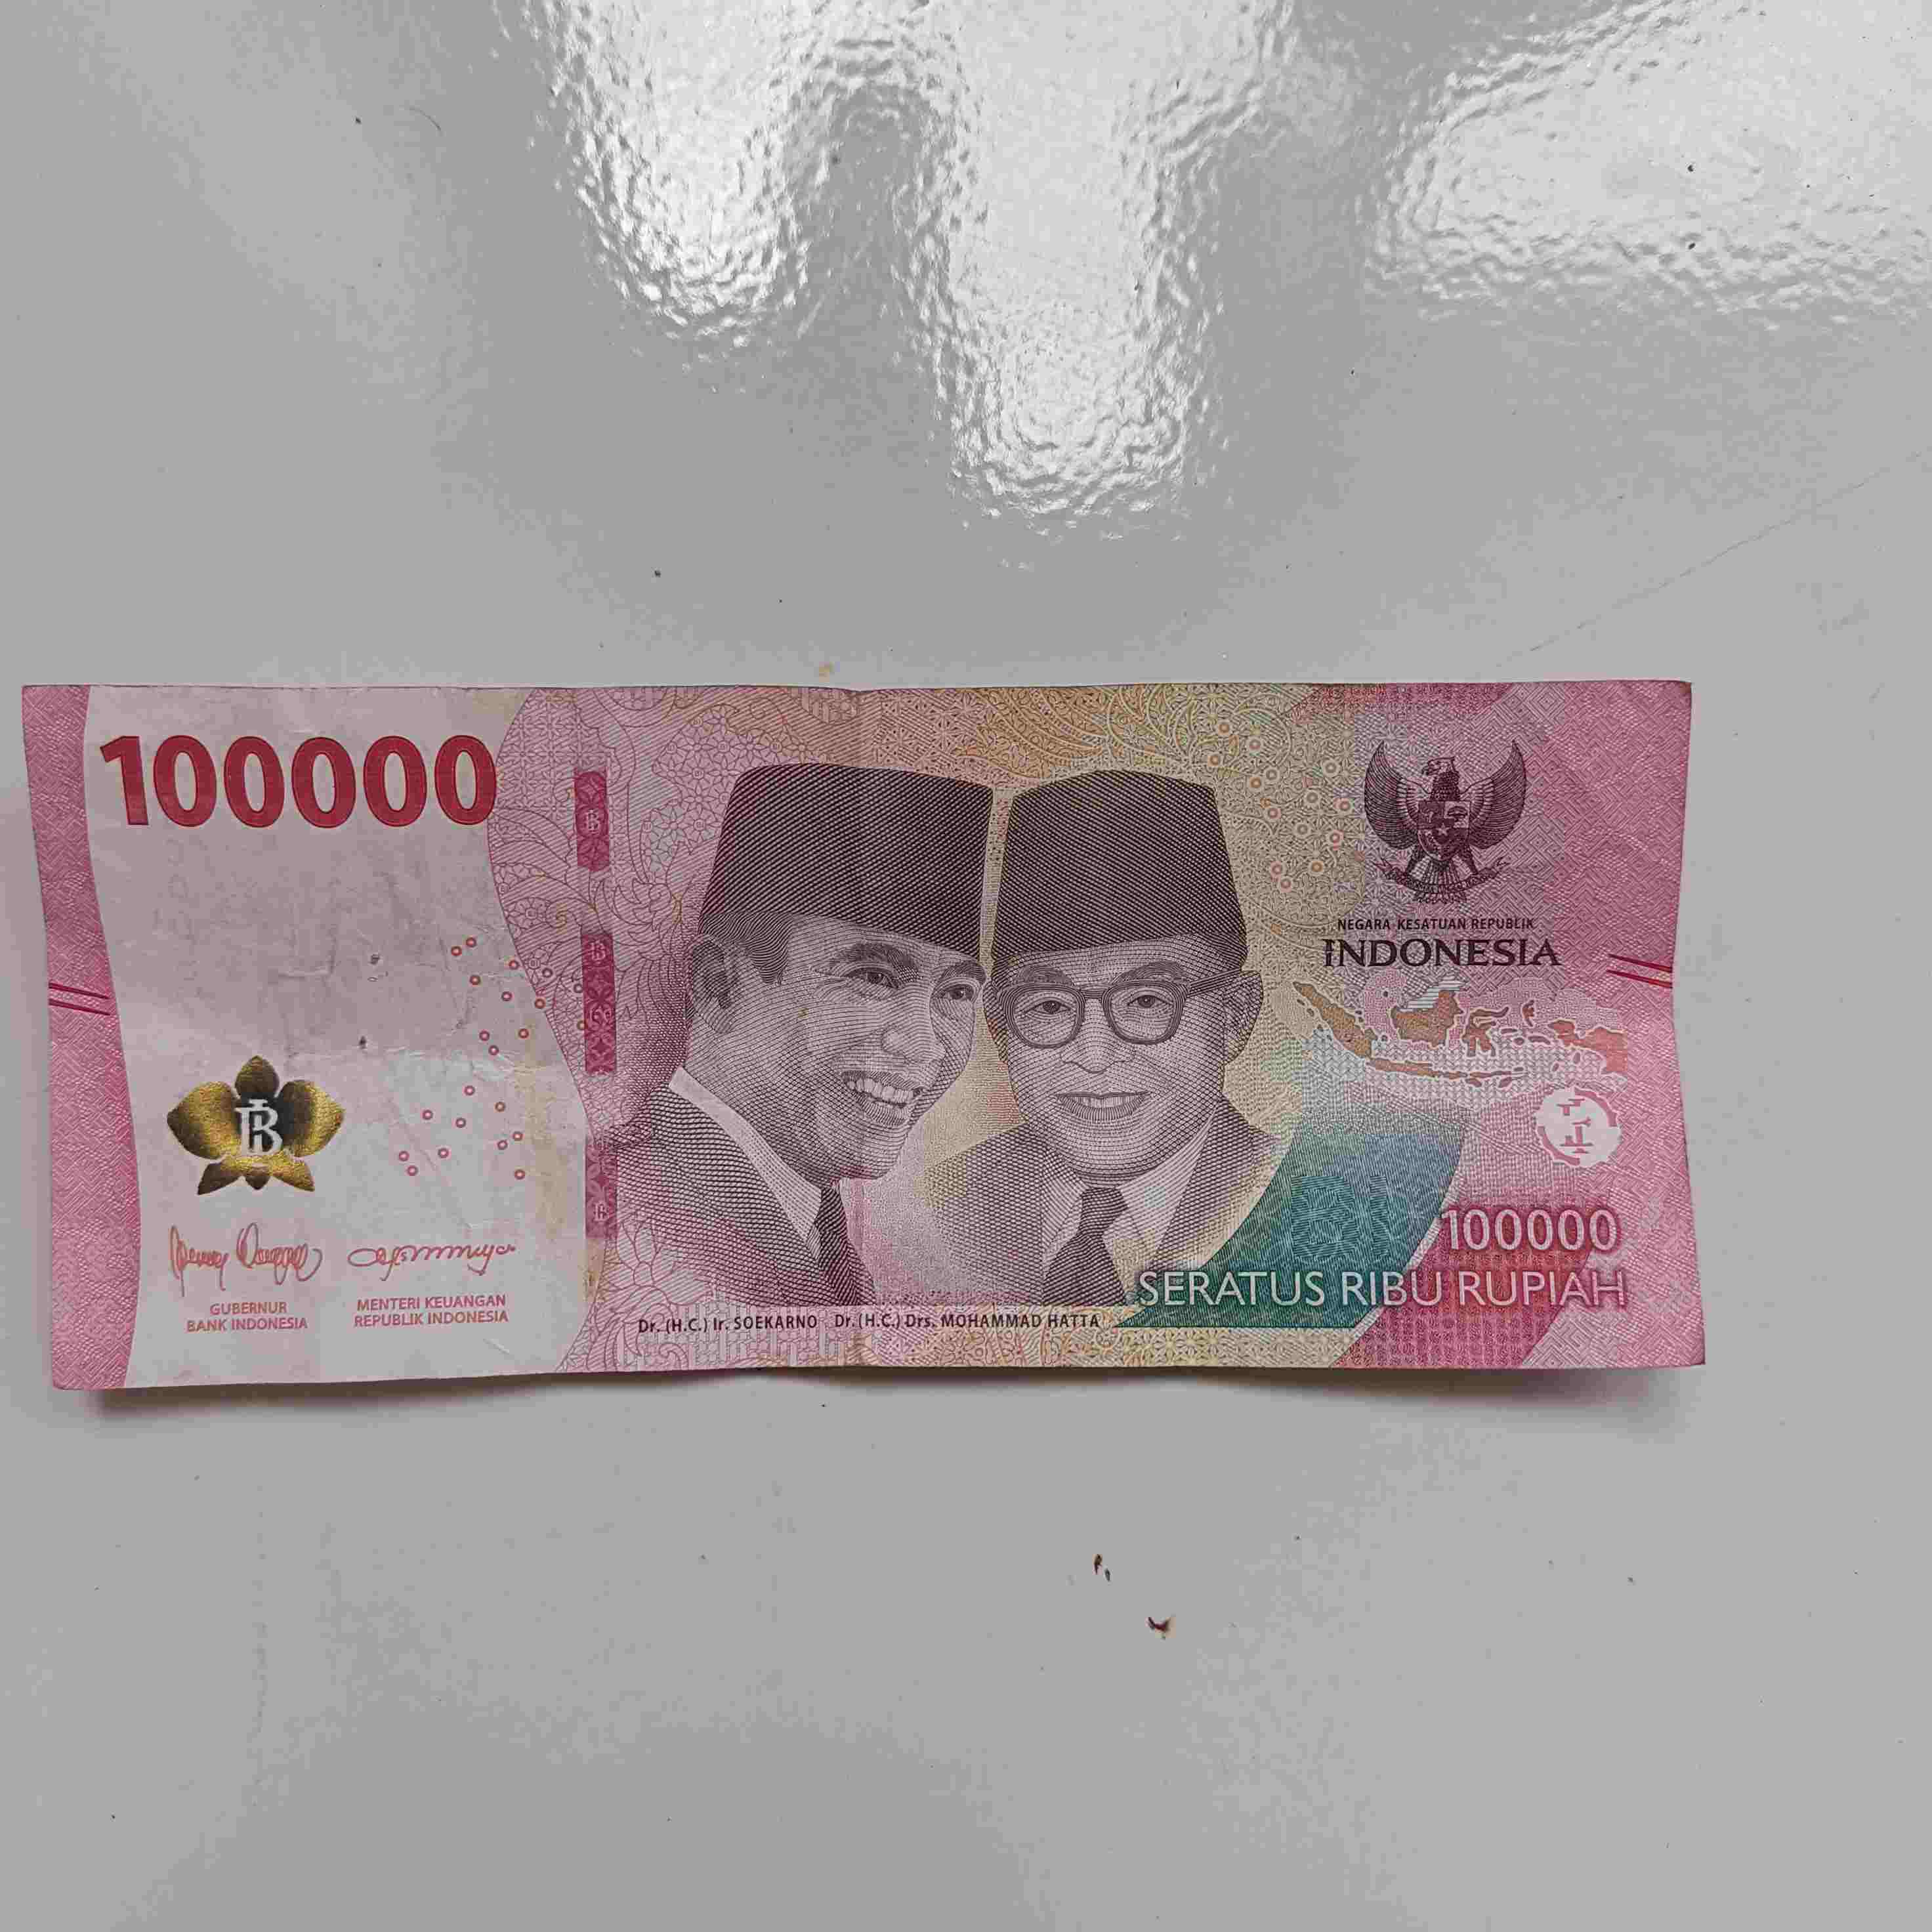 100000
NEGARA KESATUAN REPUBLIK
INDONESIA
GUBERNUR
BANK INDONESIA
MENTERI KEUANGAN
REPUBLIK INDONESIA
Dr. (H.C.) Ir. SOEKARNO Dr. (H.C.) Drs. MOHAMMAD HATTA
100000
SERATUS RIBU RUPIAH